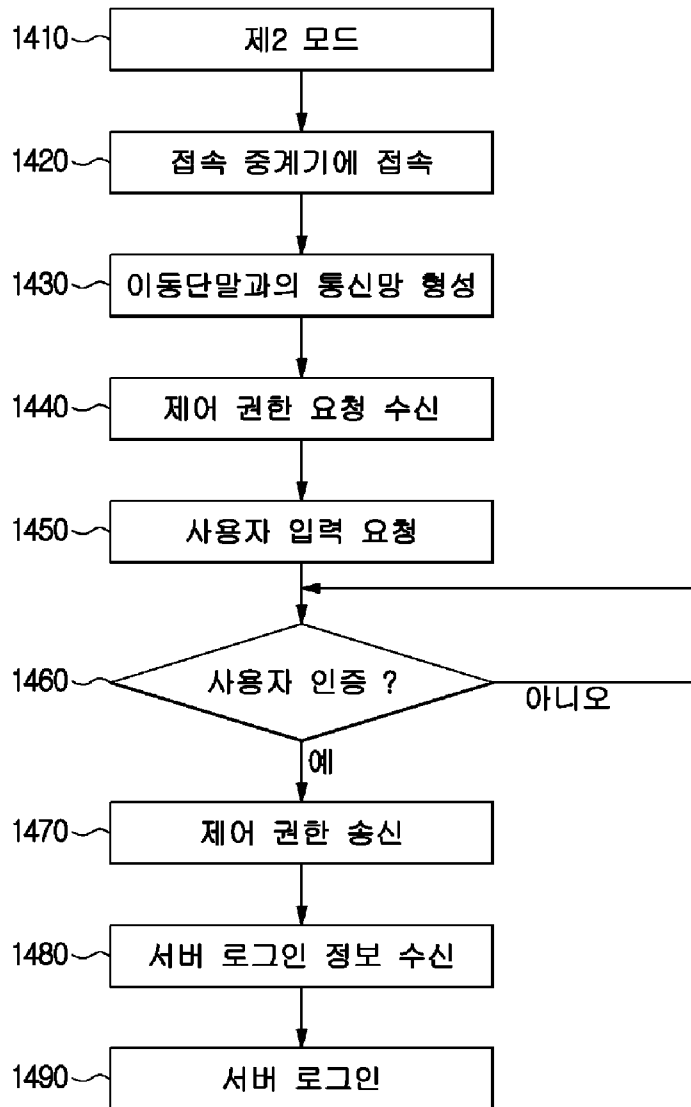 1410 제2 모드
1420 접속 중계기에 접속
1430 이동단말과의 통신망 형성
1440 제어 권한 요청 수신
1450 사용자 입력 요청
1460 사용자 인증 ?
아니오
예
1470 제어 권한 송신
1480 서버 로그인 정보 수신
1490 서버 로그인